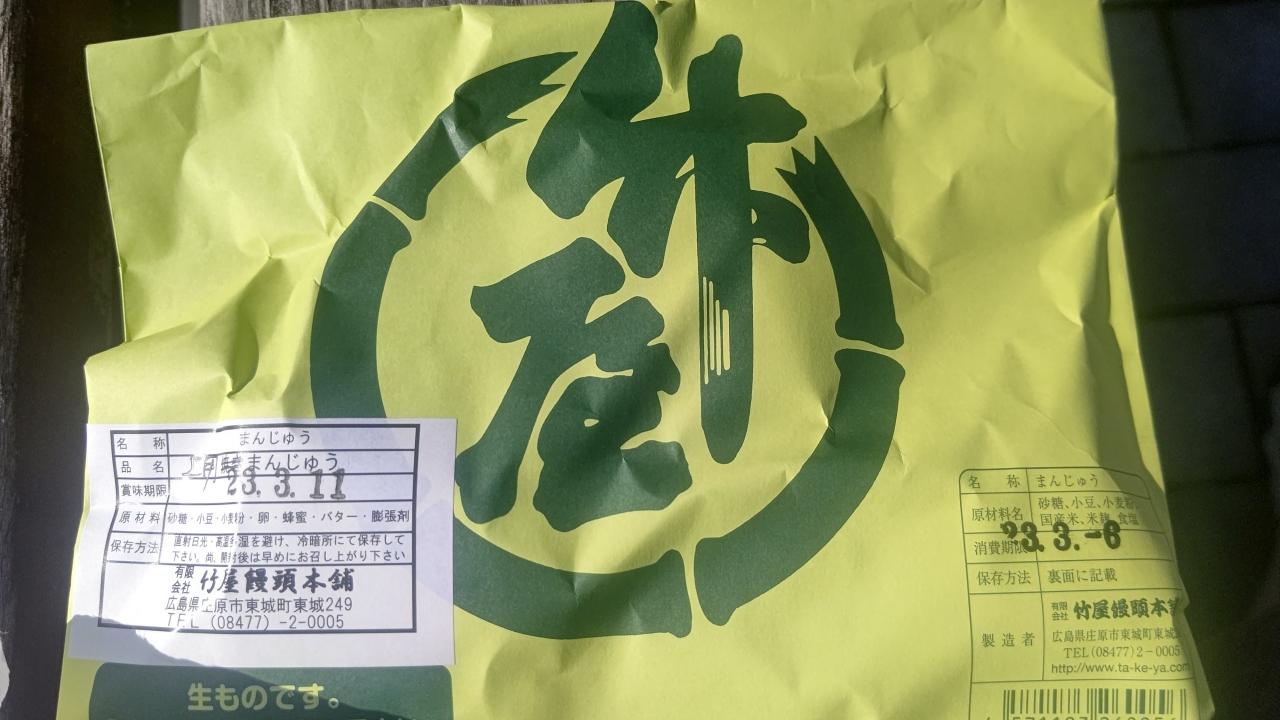 竹屋
名 称 まんじゅう
品 名 まんじゅう
賞味期限 23.3.11
原材料 砂糖・小豆・小麦粉・卵・蜂蜜・バター・膨張剤
保存方法 直射日光・高温多湿を避け、冷暗所にて保存して
下さい。尚、開封後は早めにお召し上がり下さい
有限会社 竹屋饅頭本舗
広島県庄原市東城町東城249
TEL (08477) -2-0005
生ものです。
名 称 まんじゅう
原材料名 砂糖、小豆、小麦粉、
国産米、米麹、食塩
消費期限 23.3.-6
保存方法 裏面に記載
製造者 有限会社 竹屋饅頭本舗
広島県庄原市東城町東城
TEL(08477)2-0005
http://www.ta-ke-ya.com